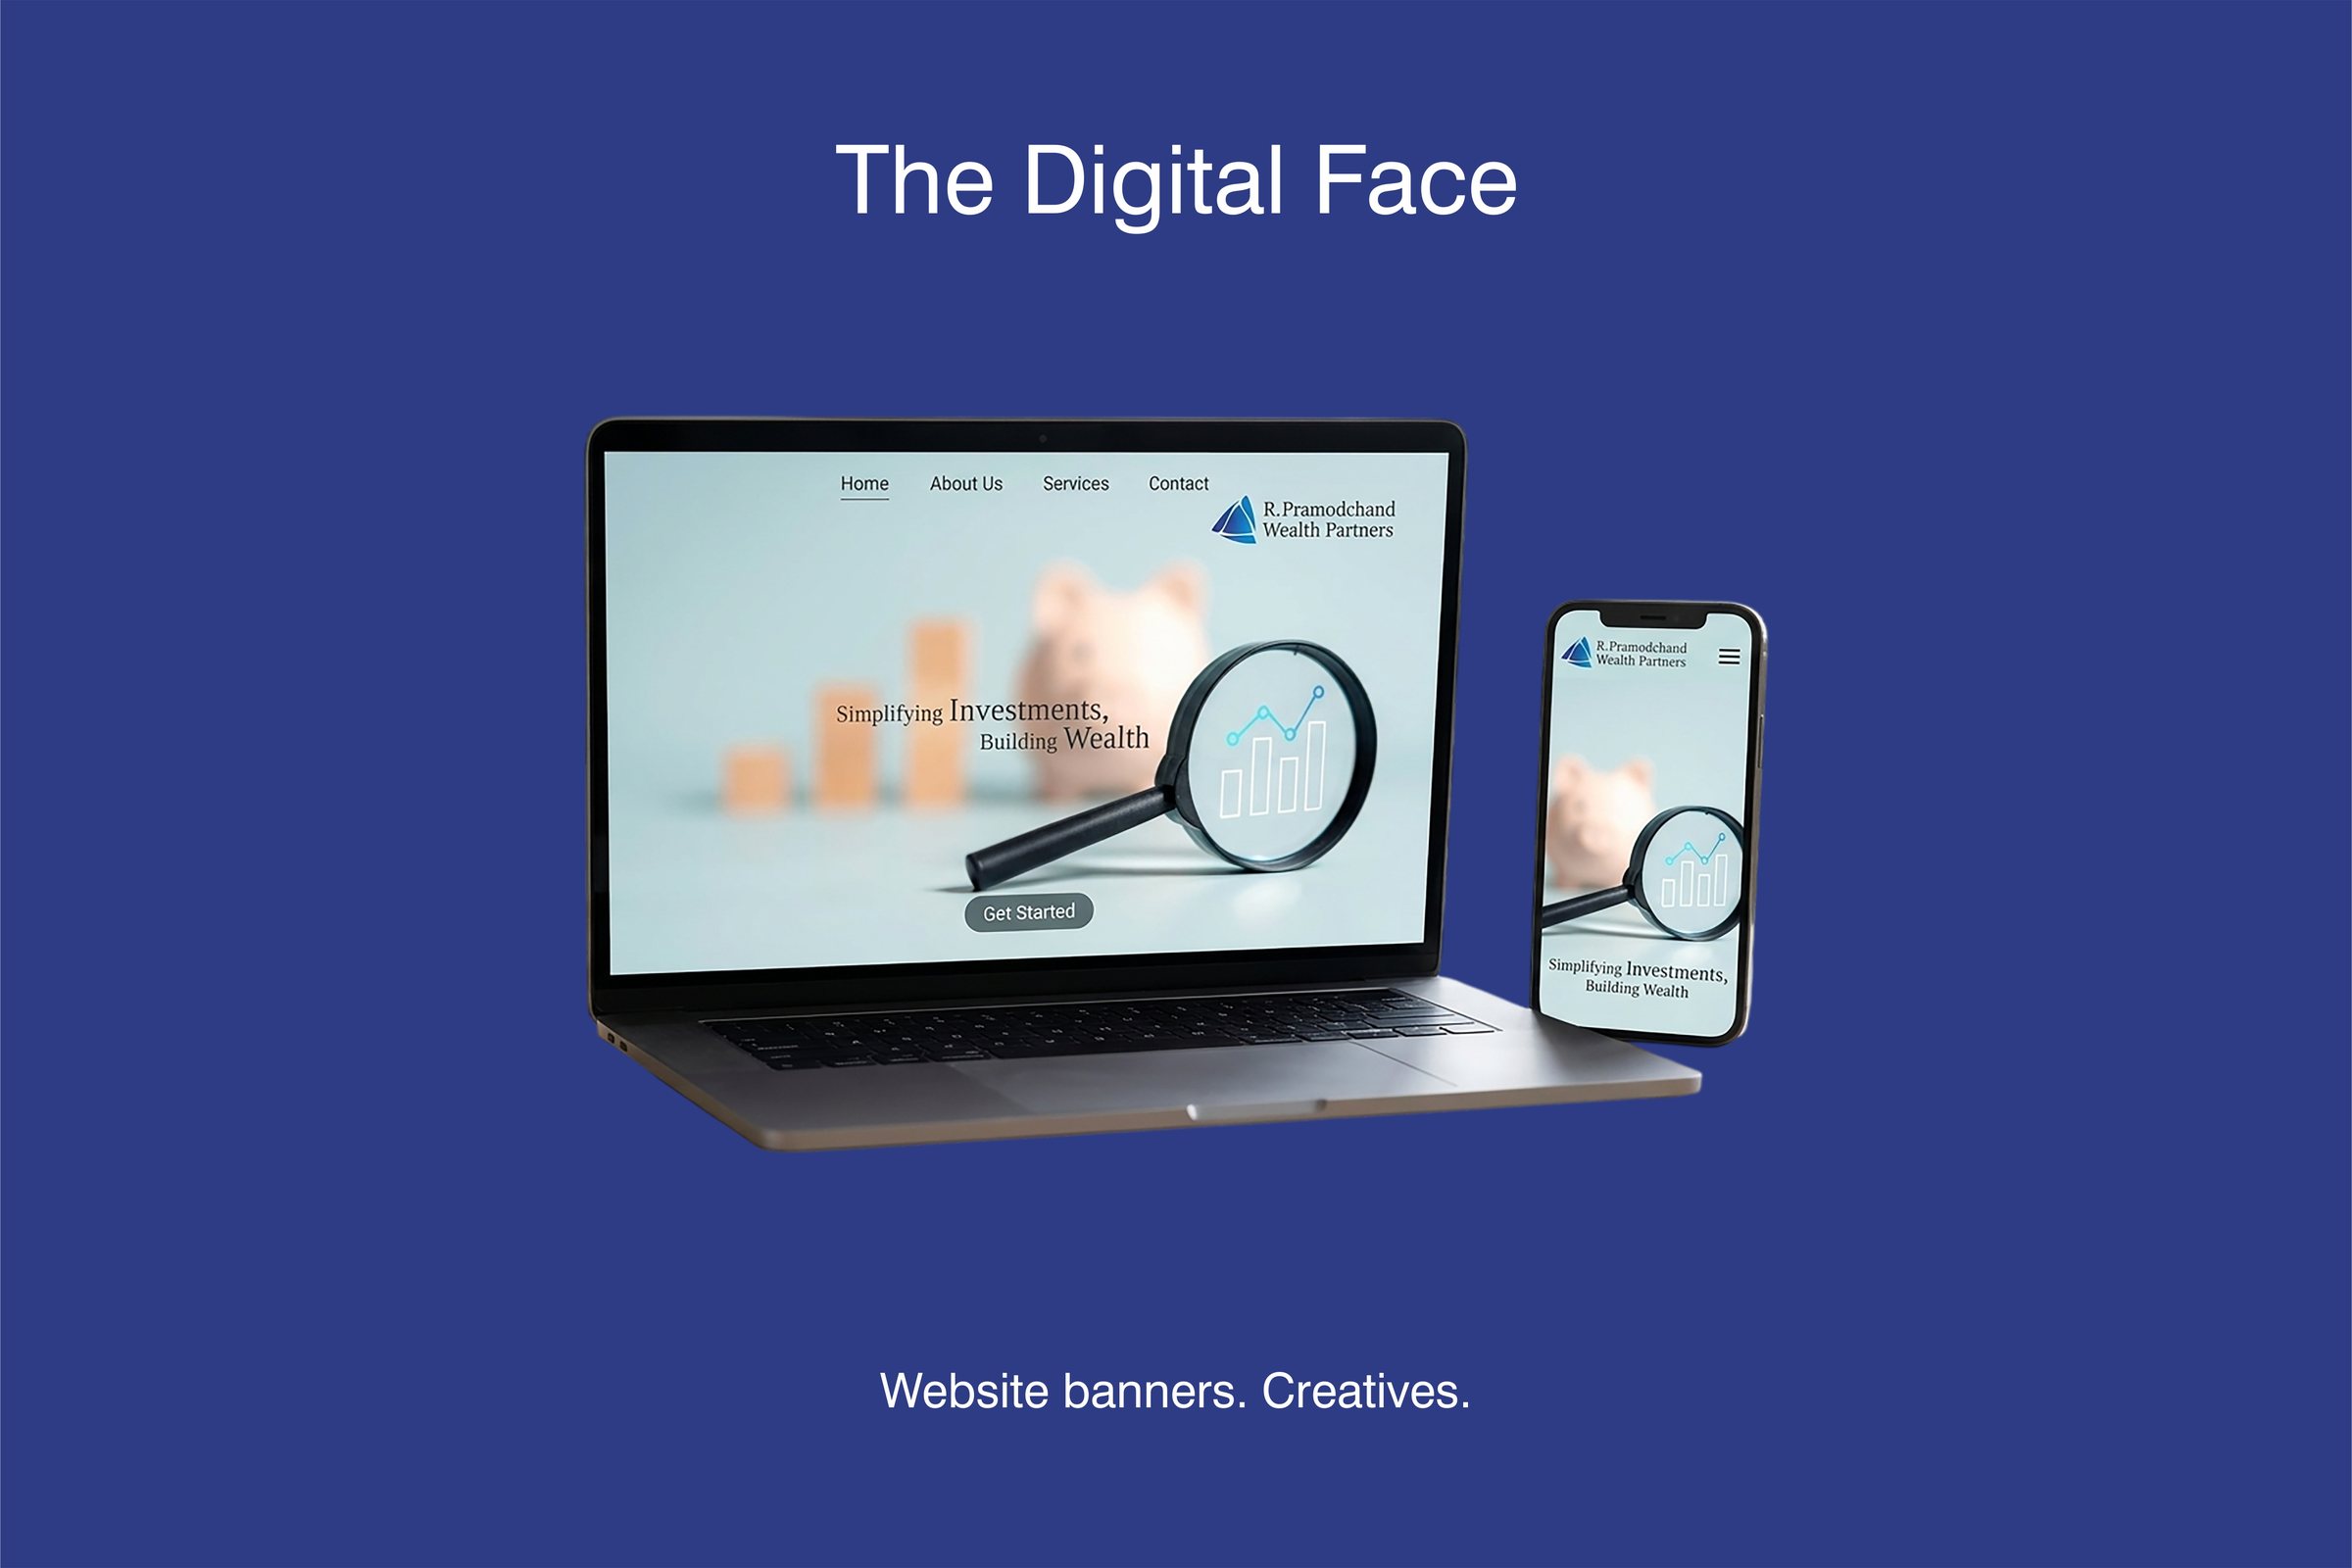 The Digital Face
Home About Us Services Contact
R.Pramodchand
Wealth Partners
Simplifying Investments,
Building Wealth
Get Started
R.Pramodchand
Wealth Partners
Simplifying Investments,
Building Wealth
Website banners. Creatives.